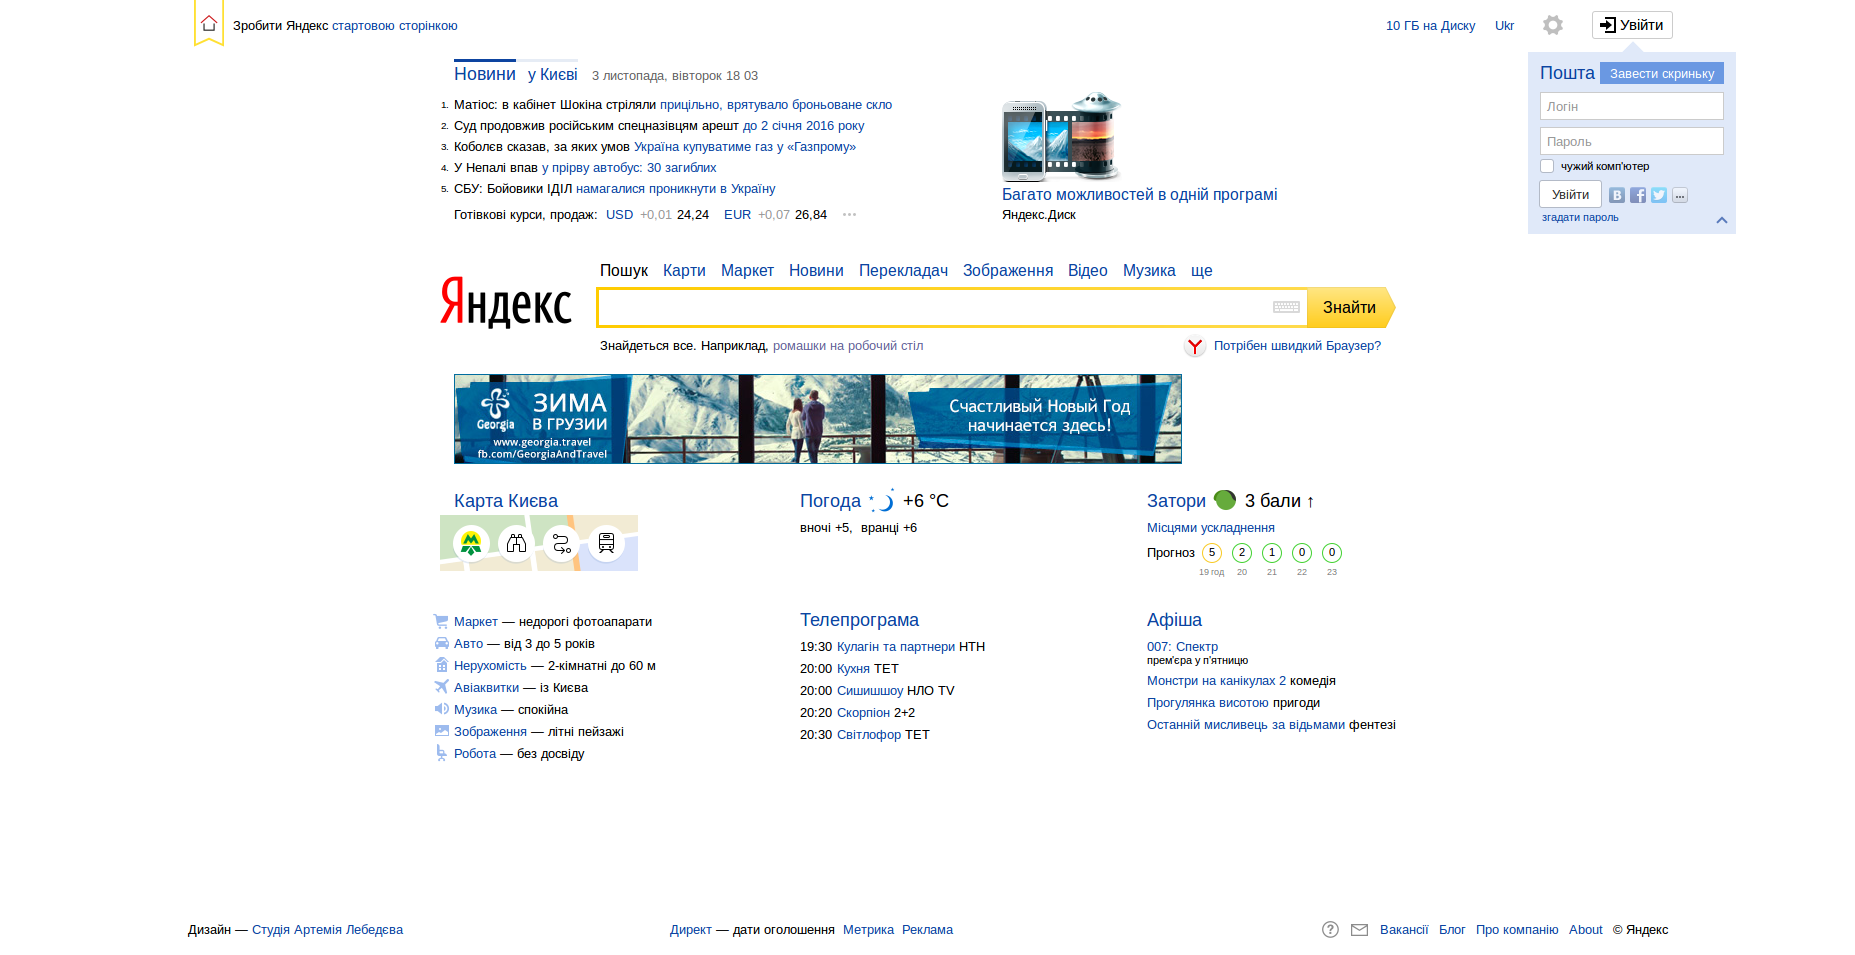 Зробити Яндекс стартовою сторінкою
10 ГБ на Диску Ukr Увійти
Новини у Києві 3 листопада, вівторок 18 03
1. Матіос: в кабінет Шокіна стріляли прицільно, врятувало броньоване скло
2. Суд продовжив російським спецназівцям арешт до 2 січня 2016 року
3. Коболєв сказав, за яких умов Україна купуватиме газ у «Газпрому»
4. У Непалі впав у прірву автобус: 30 загиблих
5. СБУ: Бойовики ІДІЛ намагалися проникнути в Україну
Готівкові курси, продаж: USD +0,01 24,24 EUR +0,07 26,84
Багато можливостей в одній програмі
Яндекс.Диск
Пошта Завести скриньку
Логін
Пароль
чужий комп'ютер
Увійти
згадати пароль
Пошук Карти Маркет Новини Перекладач Зображення Відео Музика ще
Яндекс
Знайти
Знайдеться все. Наприклад, ромашки на робочий стіл
Потрібен швидкий Браузер?
Georgia
ЗИМА
В ГРУЗИИ
www.georgia.travel
fb.com/GeorgiaAndTravel
Счастливый Новый Год
начинается здесь!
Карта Києва
Погода +6 °C
вночі +5, вранці +6
Затори 3 бали ↑
Місцями ускладнення
Прогноз 5 2 1 0 0
19 год 20 21 22 23
Маркет — недорогі фотоапарати
Авто — від 3 до 5 років
Нерухомість — 2-кімнатні до 60 м
Авіаквитки — із Києва
Музика — спокійна
Зображення — літні пейзажі
Робота — без досвіду
Телепрограма
19:30 Кулагін та партнери НТН
20:00 Кухня ТЕТ
20:00 Сишишшоу НЛО TV
20:20 Скорпіон 2+2
20:30 Світлофор ТЕТ
Афіша
007: Спектр
прем'єра у п'ятницю
Монстри на канікулах 2 комедія
Прогулянка висотою пригоди
Останній мисливець за відьмами фентезі
Дизайн — Студія Артемія Лебедєва
Директ — дати оголошення Метрика Реклама
Вакансії Блог Про компанію About © Яндекс